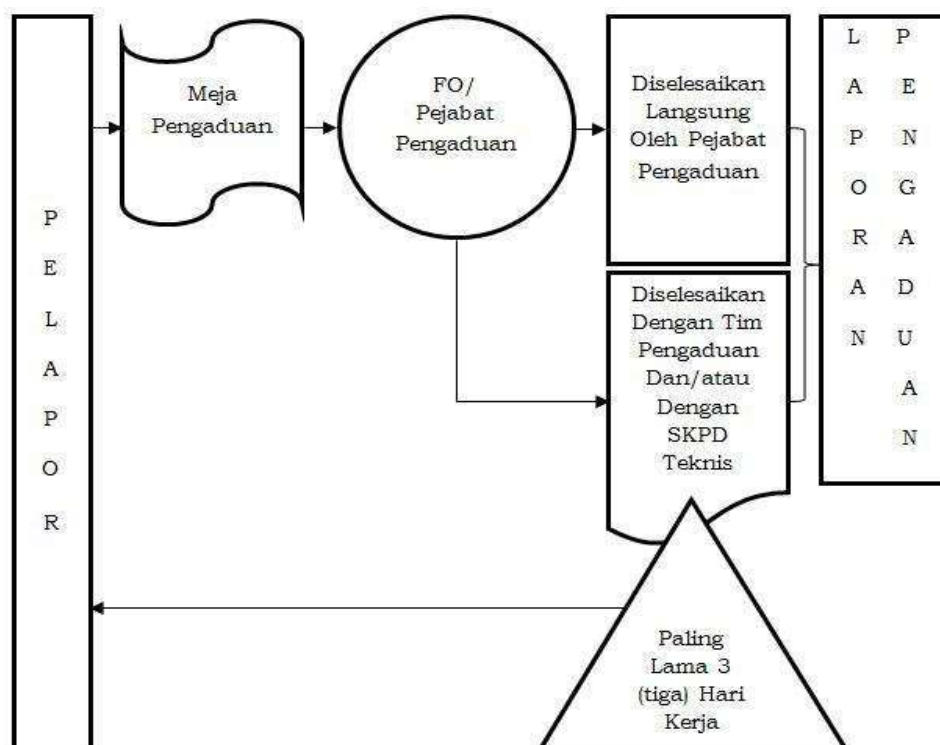 PELAPOR
Meja
Pengaduan
FO/
Pejabat
Pengaduan
Diselesaikan
Langsung
Oleh Pejabat
Pengaduan
Diselesaikan
Dengan Tim
Pengaduan
Dan/atau
Dengan
SKPD
Teknis
LAPORAN
PENGADUAN
Paling
Lama 3
(tiga) Hari
Kerja